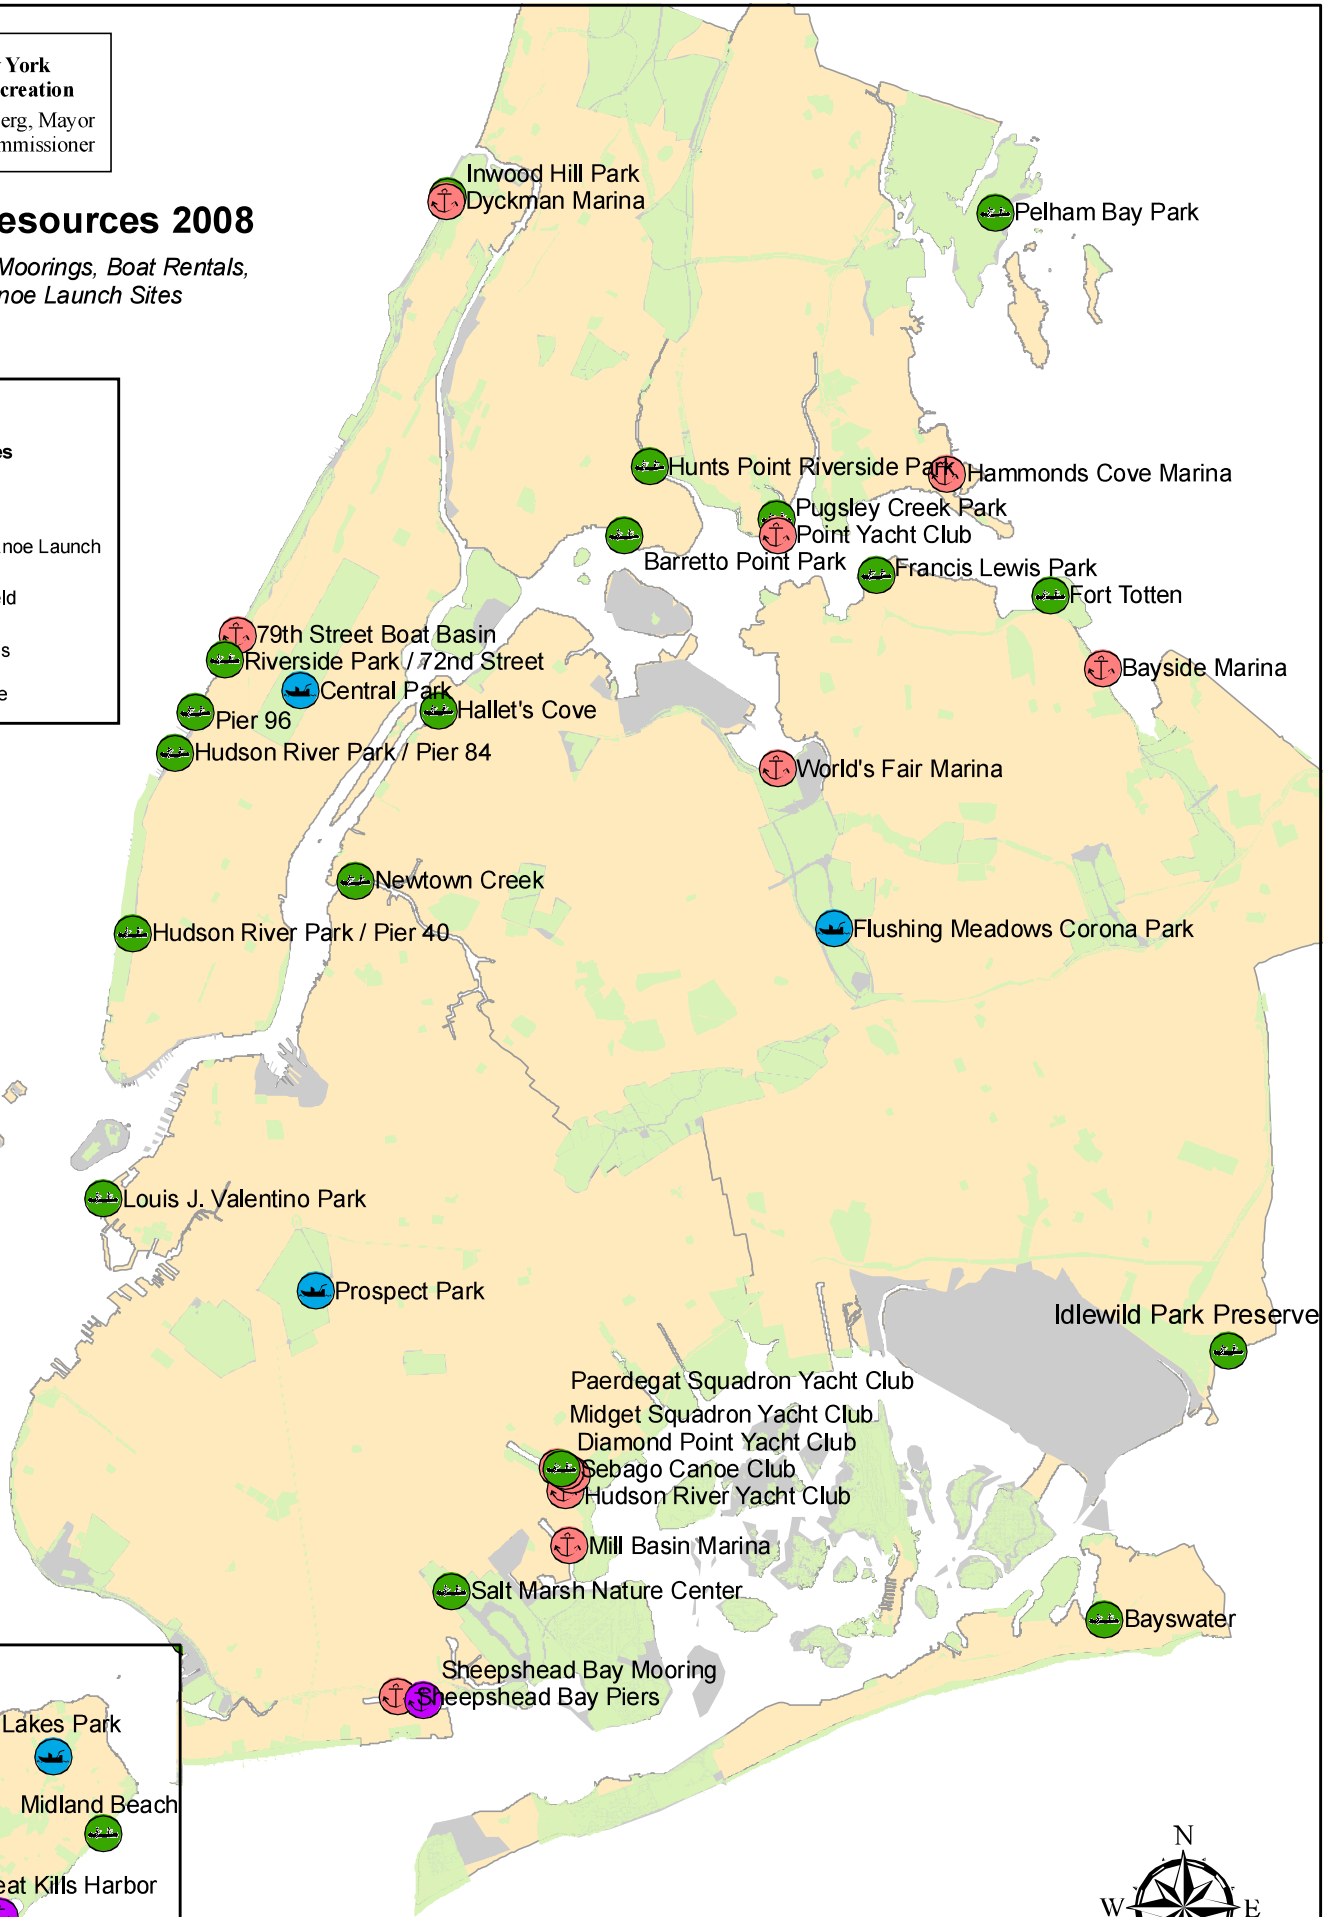 York
creation
erg, Mayor
mmissioner
esources 2008
Moorings, Boat Rentals,
noe Launch Sites
es
noe Launch
eld
s
e
Inwood Hill Park
Dyckman Marina
Pelham Bay Park
Hunts Point Riverside Park
Hammonds Cove Marina
Pugsley Creek Park
Point Yacht Club
Barretto Point Park
Francis Lewis Park
Fort Totten
79th Street Boat Basin
Riverside Park / 72nd Street
Bayside Marina
Central Park
Pier 96
Hallet's Cove
Hudson River Park / Pier 84
World's Fair Marina
Newtown Creek
Hudson River Park / Pier 40
Flushing Meadows Corona Park
Louis J. Valentino Park
Prospect Park
Idlewild Park Preserve
Paerdegat Squadron Yacht Club
Midget Squadron Yacht Club
Diamond Point Yacht Club
Sebago Canoe Club
Hudson River Yacht Club
Mill Basin Marina
Salt Marsh Nature Center
Bayswater
Sheepshead Bay Mooring
Sheepshead Bay Piers
Lakes Park
Midland Beach
eat Kills Harbor
N
W E